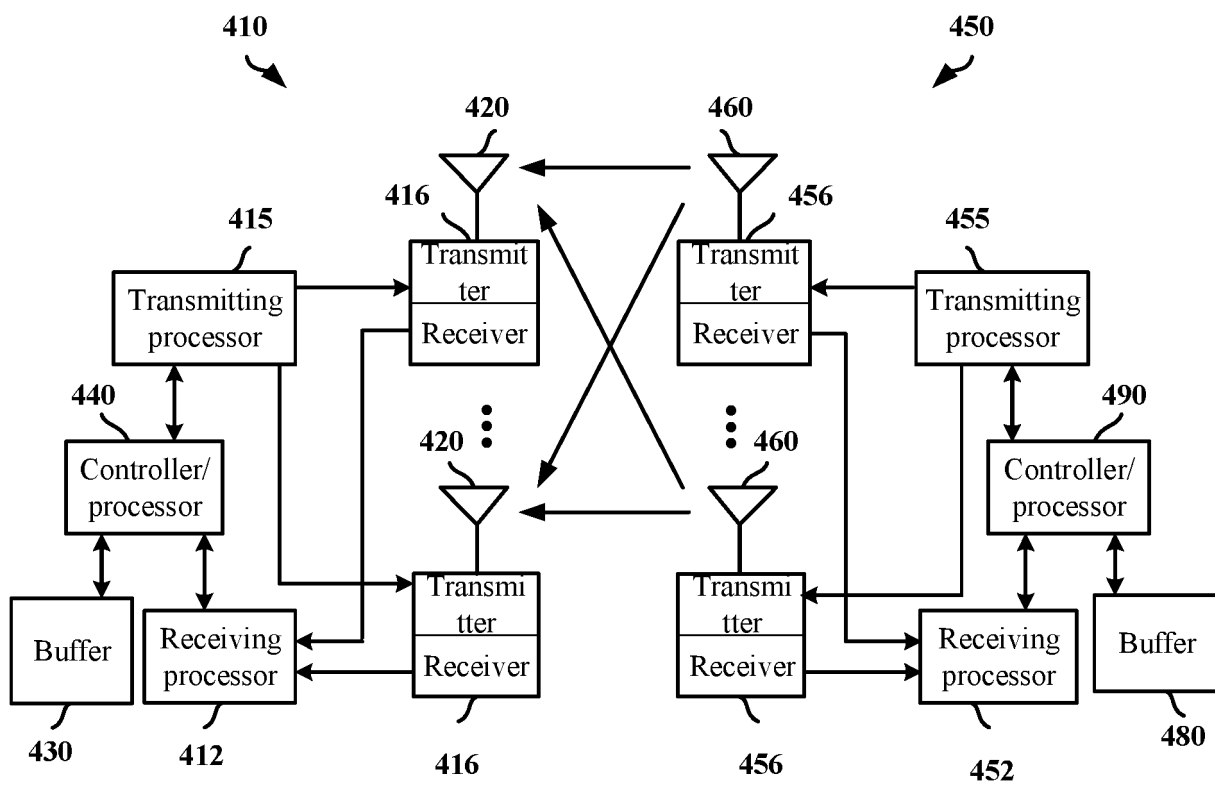 410
450
420
460
416
456
415
455
Transmit
ter
Receiver
Transmit
ter
Receiver
Transmitting
processor
Transmitting
processor
440
490
420
460
Controller/
processor
Controller/
processor
Transmi
tter
Receiver
Transmi
tter
Receiver
Buffer
Receiving
processor
Receiving
processor
Buffer
430
412
416
456
452
480